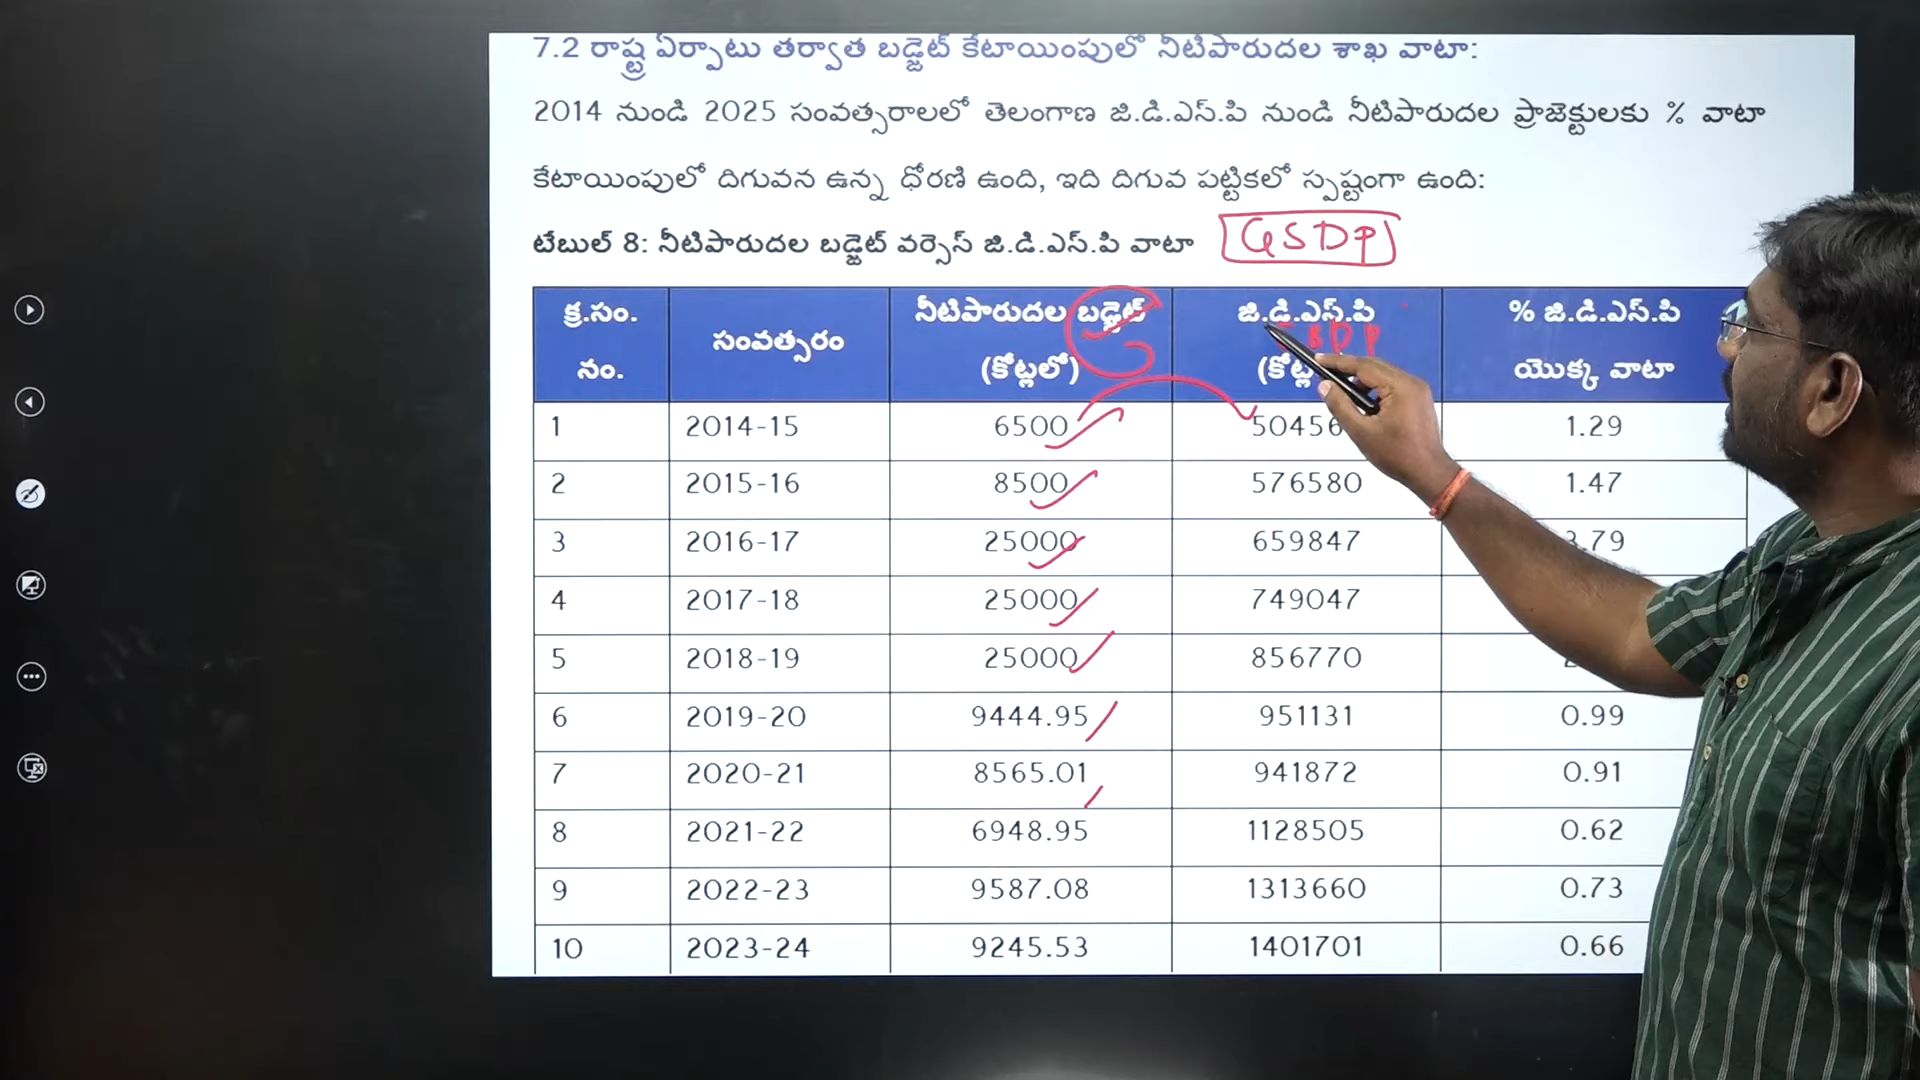 7.2 రాష్ట్ర ఏర్పాటు తర్వాత బడ్జెట్ కేటాయింపులో నీటిపారుదల శాఖ వాటా:
2014 నుండి 2025 సంవత్సరాలలో తెలంగాణ జి.డి.ఎస్.పి నుండి నీటిపారుదల ప్రాజెక్టులకు % వాటా
కేటాయింపులో దిగువన ఉన్న ధోరణి ఉంది, ఇది దిగువ పట్టికలో స్పష్టంగా ఉంది:
టేబుల్ 8: నీటిపారుదల బడ్జెట్ వర్సెస్ జి.డి.ఎస్.పి వాటా GSDP
క్ర.సం. నం. సంవత్సరం నీటిపారుదల బడ్జెట్ (కోట్లలో) జి.డి.ఎస్.పి % జి.డి.ఎస్.పి యొక్క వాటా
1 2014-15 6500 1.29
2 2015-16 8500 576580 1.47
3 2016-17 25000 659847
4 2017-18 25000 749047
5 2018-19 25000 856770
6 2019-20 9444.95 951131 0.99
7 2020-21 8565.01 941872 0.91
8 2021-22 6948.95 1128505 0.62
9 2022-23 9587.08 1313660 0.73
10 2023-24 9245.53 1401701 0.66